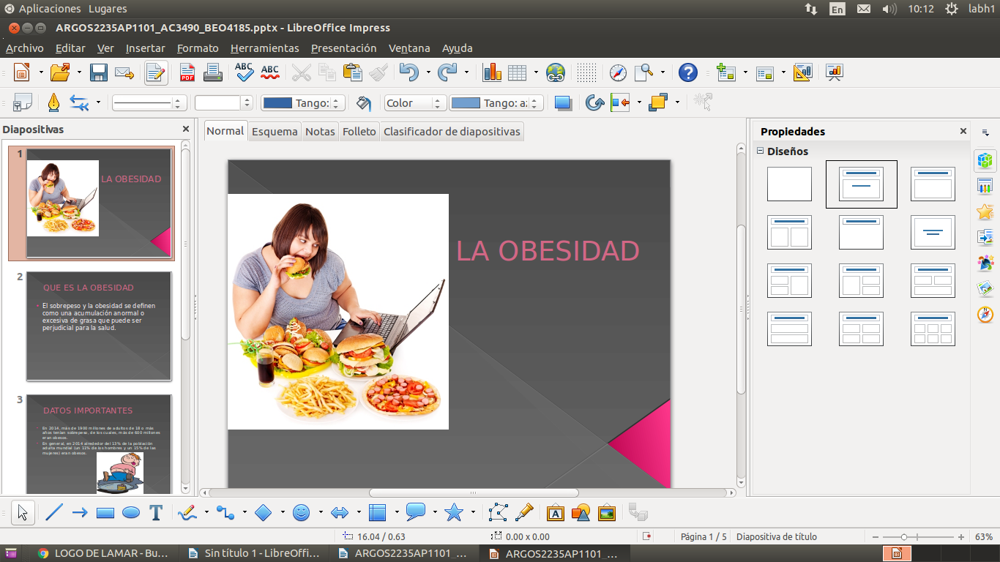 Aplicaciones Lugares
En
10:12
labh1
ARGOS2235AP1101_AC3490_BEO4185.pptx - LibreOffice Impress
Archivo Editar Ver Insertar Formato Herramientas Presentación Ventana Ayuda
PDF
ABC
ABC
Tango:
Color
Tango: a:
Diapositivas
Normal Esquema Notas Folleto Clasificador de diapositivas
Propiedades
Diseños
1
LA OBESIDAD
2
QUE ES LA OBESIDAD
El sobrepeso y la obesidad se definen
como una acumulación anormal o
excesiva de grasa que puede ser
perjudicial para la salud.
3
DATOS IMPORTANTES
En 2014, más de 1900 millones de adultos de 18 o más
años tenían sobrepeso, de los cuales, más de 600 millones
eran obesos.
En general, en 2014 alrededor del 13% de la población
adulta mundial (un 11% de los hombres y un 15% de las
mujeres) eran obesos.
LA OBESIDAD
T
A
16.04 / 0.63
0.00 x 0.00
Página 1 / 5
Diapositiva de título
63%
LOGO DE LAMAR - Bu...
Sin título 1 - LibreOffi...
ARGOS2235AP1101_...
ARGOS2235AP1101_...